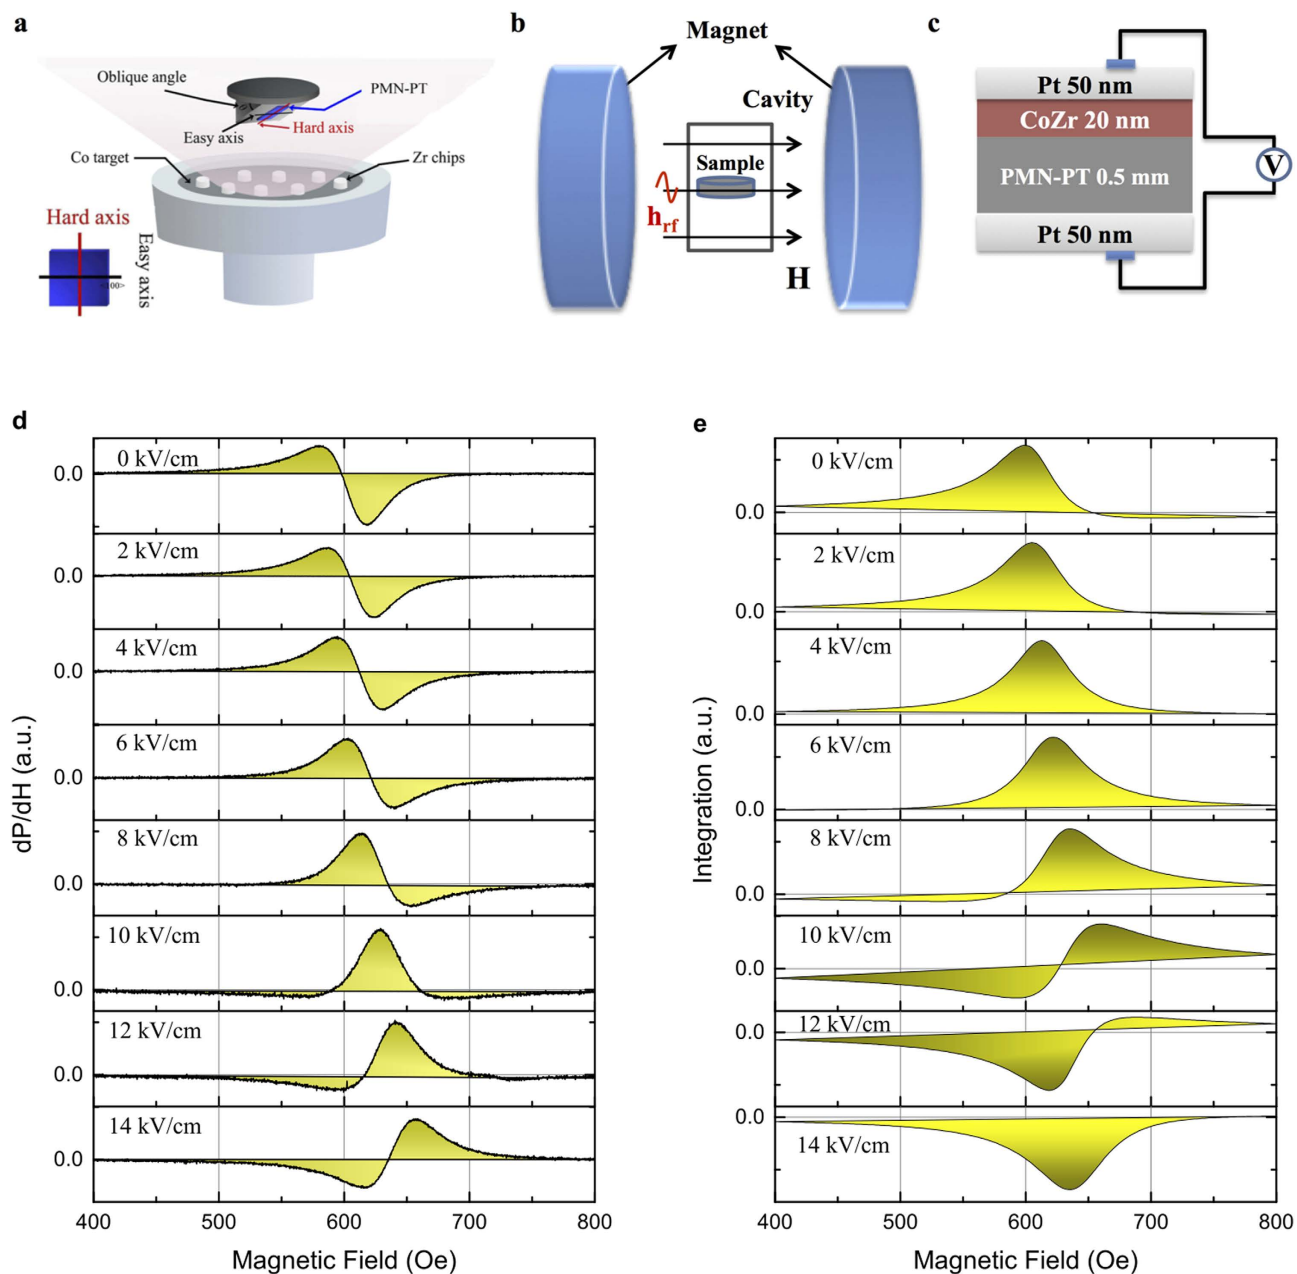 a
Oblique angle
PMN-PT
Easy axis
Hard axis
Co target
Zr chips
Hard axis
Easy axis
<100>
b
Magnet
Cavity
Sample
hrf
H
c
Pt 50 nm
CoZr 20 nm
PMN-PT 0.5 mm
Pt 50 nm
V
d
dP/dH (a.u.)
0 kV/cm
0.0
2 kV/cm
0.0
4 kV/cm
0.0
6 kV/cm
0.0
8 kV/cm
0.0
10 kV/cm
0.0
12 kV/cm
0.0
14 kV/cm
0.0
400 500 600 700 800
Magnetic Field (Oe)
e
Integration (a.u.)
0 kV/cm
0.0
2 kV/cm
0.0
4 kV/cm
0.0
6 kV/cm
0.0
8 kV/cm
0.0
10 kV/cm
0.0
12 kV/cm
0.0
0.0
14 kV/cm
400 500 600 700 800
Magnetic Field (Oe)